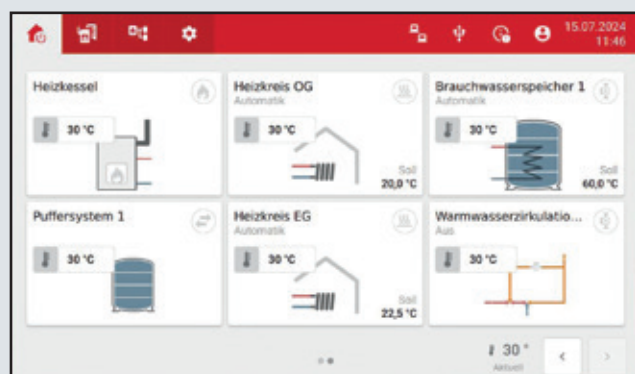 15.07.2024
11:46
Heizkessel
30 °C
Heizkreis OG
Automatik
30 °C
Soll
20,0 °C
Brauchwasserspeicher 1
Automatik
30 °C
Soll
60,0 °C
Puffersystem 1
30 °C
Heizkreis EG
Automatik
30 °C
Soll
22,5 °C
Warmwasserzirkulatio...
Aus
30 °C
30 °
Aktuell